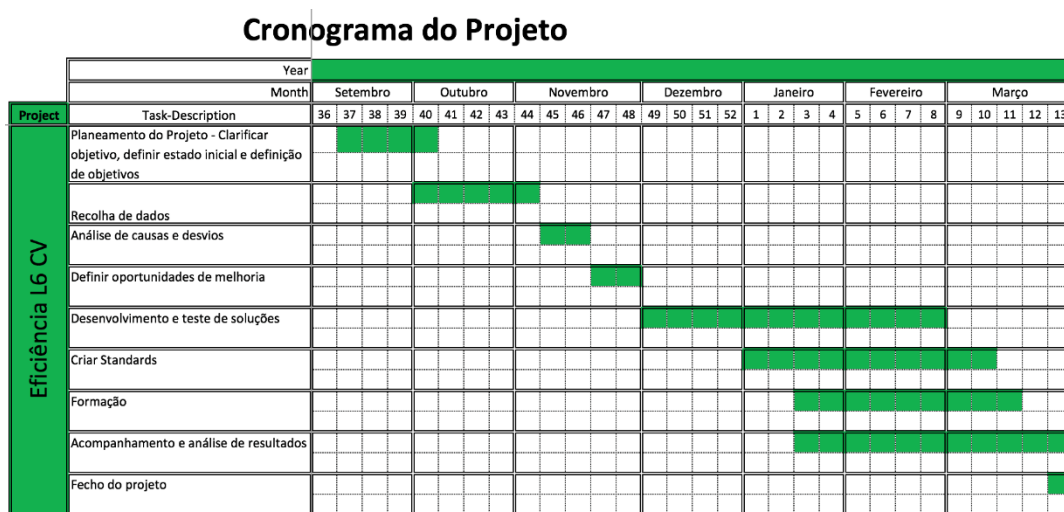 Cronograma do Projeto
Year
Month Setembro Outubro Novembro Dezembro Janeiro Fevereiro Março
Project Task-Description 36 37 38 39 40 41 42 43 44 45 46 47 48 49 50 51 52 1 2 3 4 5 6 7 8 9 10 11 12 13
Eficiência L6 CV
Planeamento do Projeto - Clarificar
objetivo, definir estado inicial e definição
de objetivos
Recolha de dados
Análise de causas e desvios
Definir oportunidades de melhoria
Desenvolvimento e teste de soluções
Criar Standards
Formação
Acompanhamento e análise de resultados
Fecho do projeto